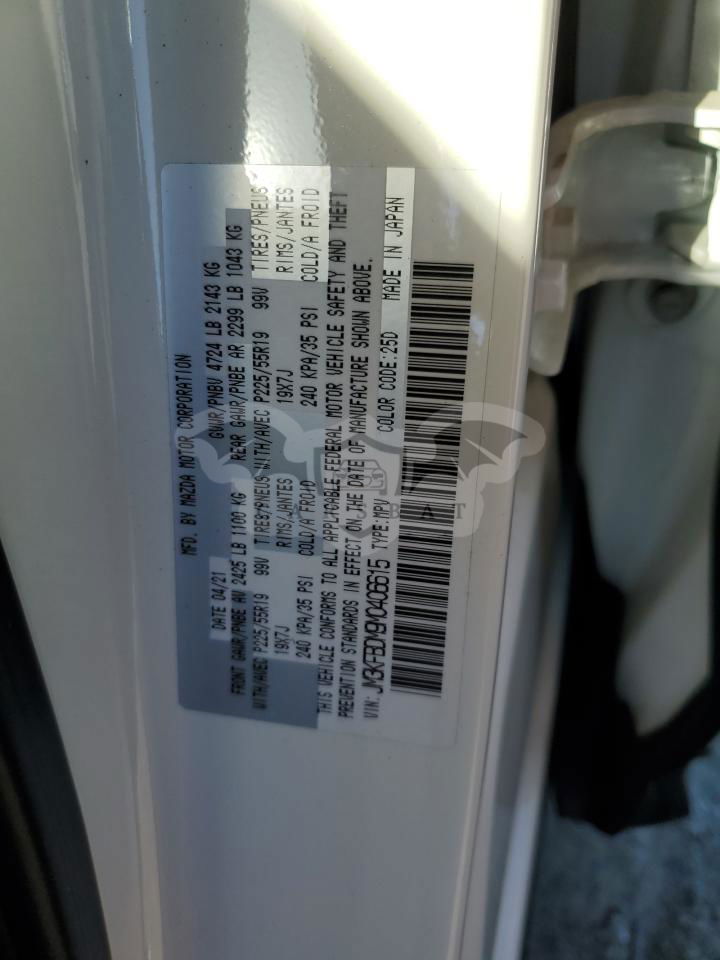 MFD. BY MAZDA MOTOR CORPORATION
DATE 04/21 GVWR/PNBV 4724 LB 2143 KG
FRONT GAWR/PNBE AV 2425 LB 1100 KG REAR GAWR/PNBE AR 2299 LB 1043 KG
WITH/AVEC P225/55R19 99V TIRES/PNEUS WITH/AVEC P225/55R19 99V TIRES/PNEUS
19X7J RIMS/JANTES 19X7J RIMS/JANTES
240 KPA/35 PSI COLD/A FROID 240 KPA/35 PSI COLD/A FROID
THIS VEHICLE CONFORMS TO ALL APPLICABLE FEDERAL MOTOR VEHICLE SAFETY AND THEFT
PREVENTION STANDARDS IN EFFECT ON THE DATE OF MANUFACTURE SHOWN ABOVE.
VIN: JM3KFBDM9M0406615 TYPE:MPV COLOR CODE:25D MADE IN JAPAN